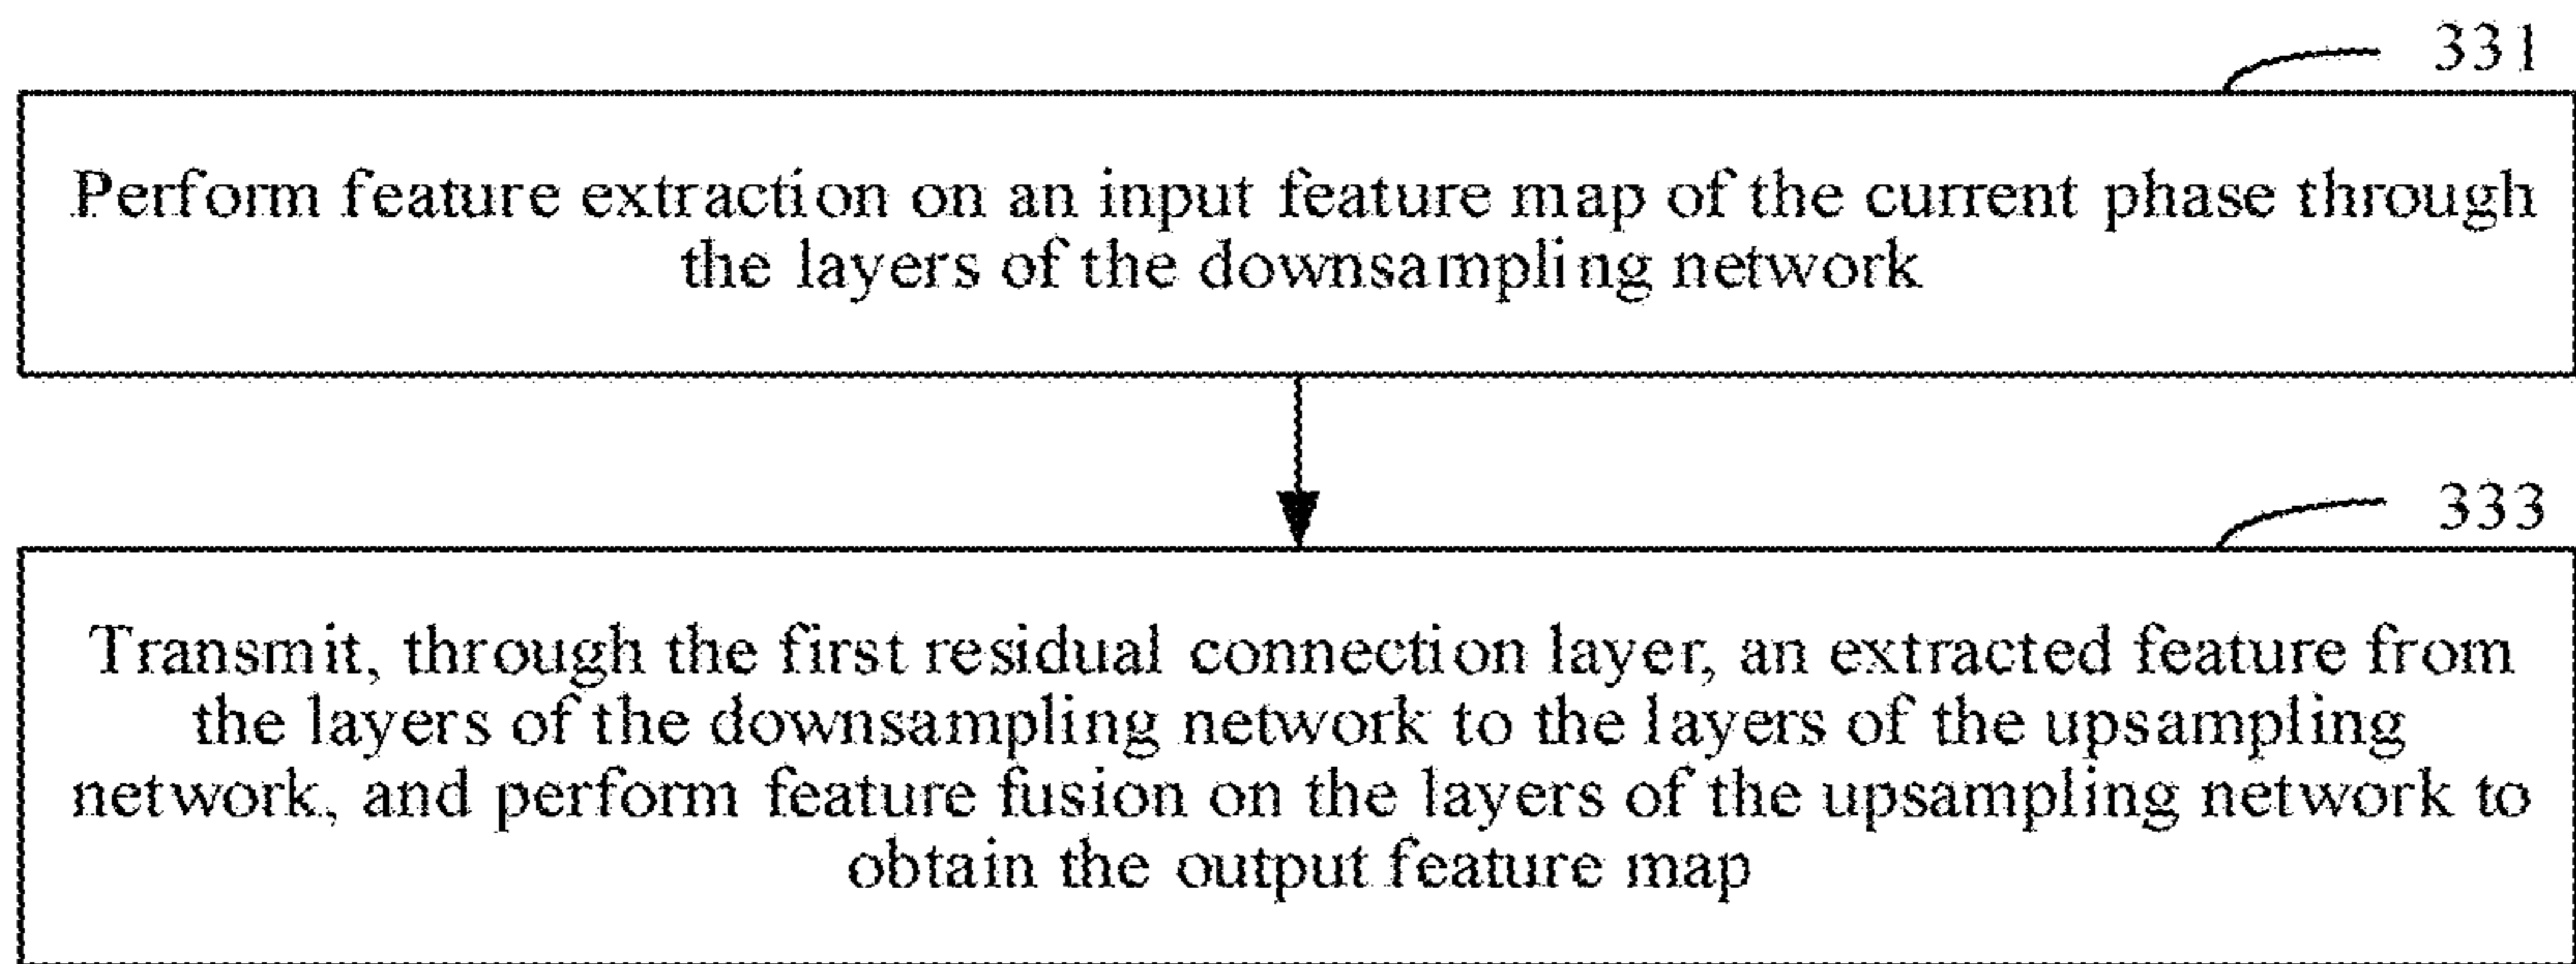 331
Perform feature extraction on an input feature map of the current phase through
the layers of the downsampling network
333
Transmit, through the first residual connection layer, an extracted feature from
the layers of the downsampling network to the layers of the upsampling
network, and perform feature fusion on the layers of the upsampling network to
obtain the output feature map